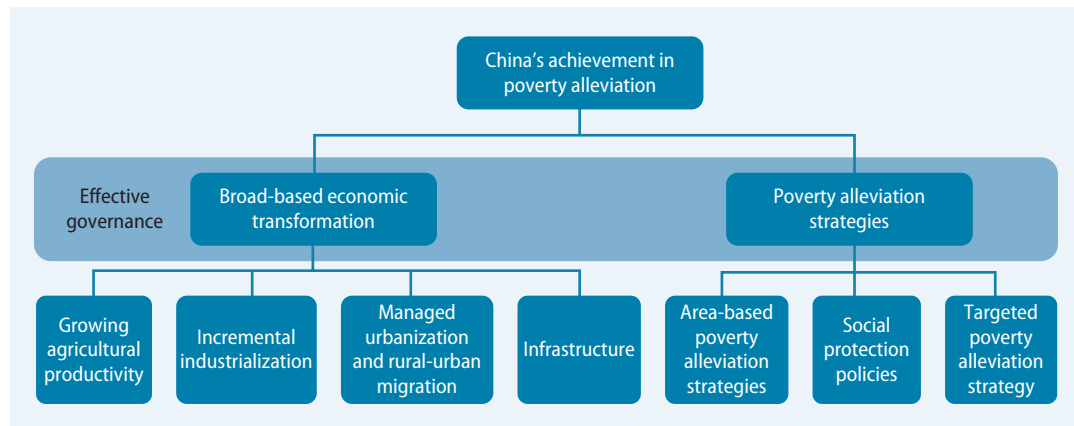 China's achievement in
poverty alleviation
Effective
governance
Broad-based economic
transformation
Poverty alleviation
strategies
Growing
agricultural
productivity
Incremental
industrialization
Managed
urbanization
and rural-urban
migration
Infrastructure
Area-based
poverty
alleviation
strategies
Social
protection
policies
Targeted
poverty
alleviation
strategy